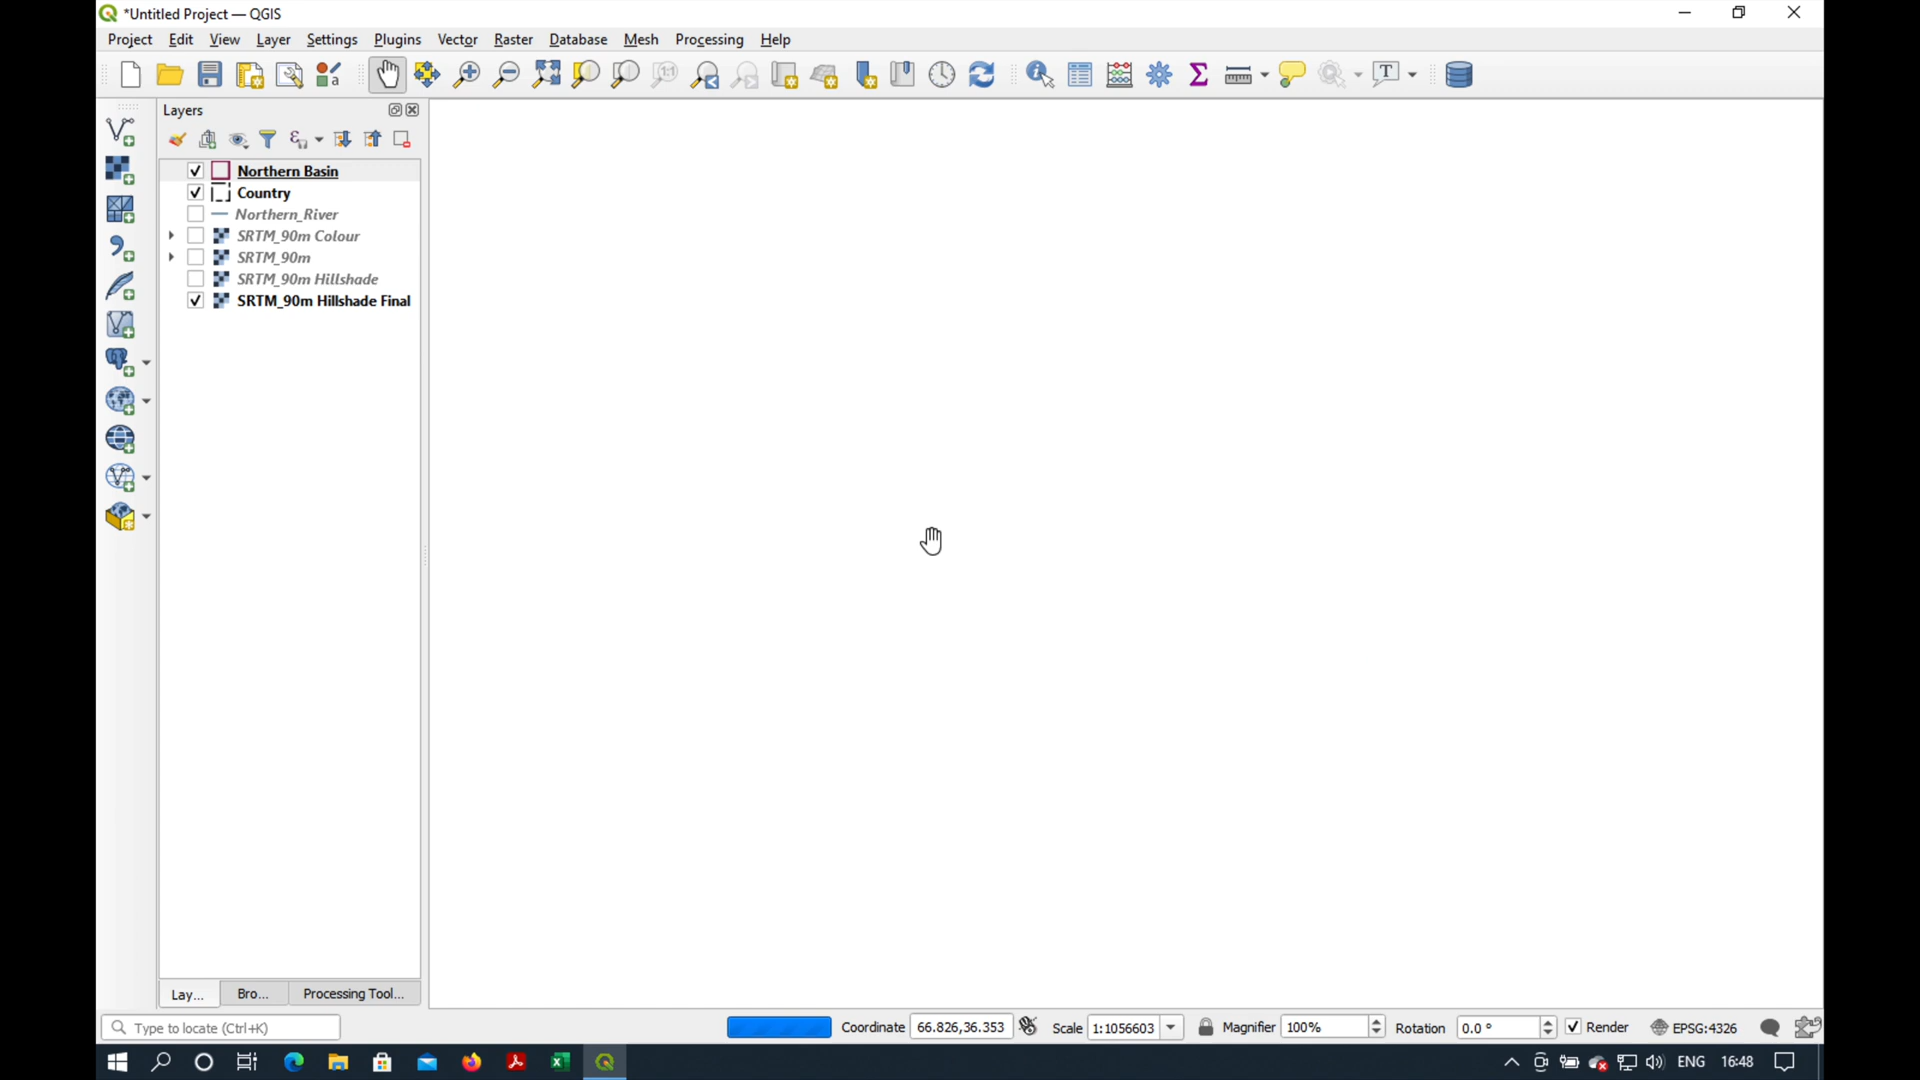 *Untitled Project — QGIS
Project Edit View Layer Settings Plugins Vector Raster Database Mesh Processing Help
1:1
a
T
Layers
Northern Basin
Country
Northern_River
SRTM_90m Colour
SRTM_90m
SRTM_90m Hillshade
SRTM_90m Hillshade Final
Lay... Bro... Processing Tool...
Type to locate (Ctrl+K) Coordinate 66.826,36.353 Scale 1:1056603 Magnifier 100% Rotation 0.0 ° Render EPSG:4326
ENG 16:48